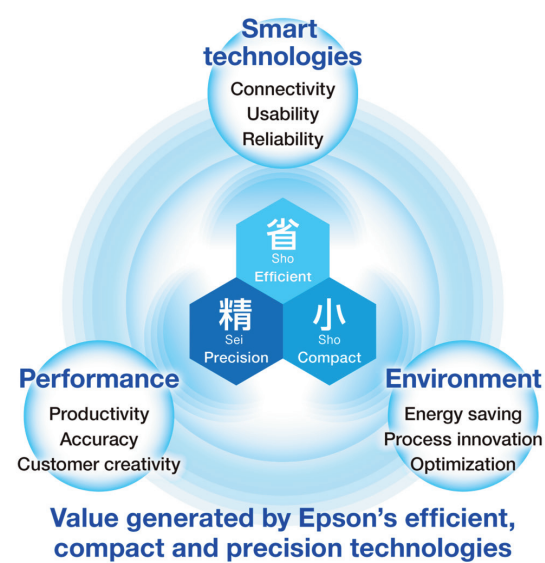 Smart
technologies
Connectivity
Usability
Reliability
省
Sho
Efficient
精
Sei
Precision
小
Sho
Compact
Performance
Productivity
Accuracy
Customer creativity
Environment
Energy saving
Process innovation
Optimization
Value generated by Epson’s efficient,
compact and precision technologies